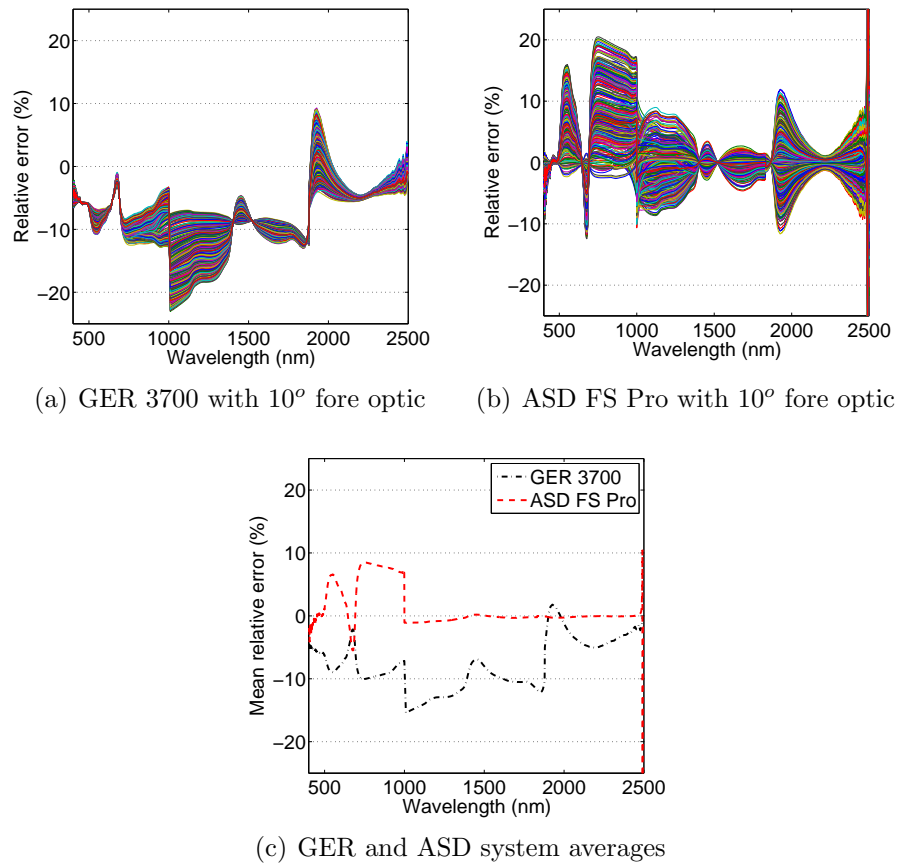 20
10
0
−10
−20
Relative error (%)
500 1000 1500 2000 2500
Wavelength (nm)
(a) GER 3700 with 10° fore optic
20
10
0
−10
−20
Relative error (%)
500 1000 1500 2000 2500
Wavelength (nm)
(b) ASD FS Pro with 10° fore optic
GER 3700
ASD FS Pro
20
10
0
−10
−20
Mean relative error (%)
500 1000 1500 2000 2500
Wavelength (nm)
(c) GER and ASD system averages